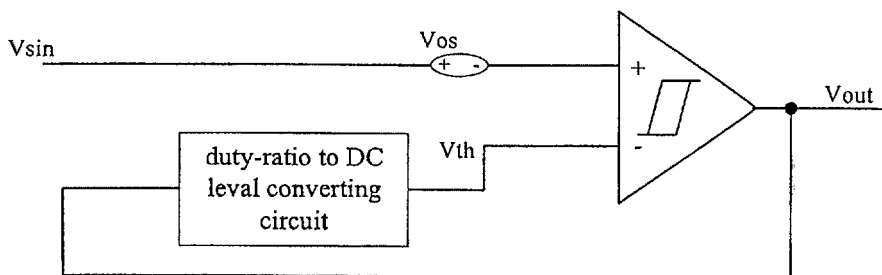 Vsin
Vos
+ -
+
Vout
Vth
-
duty-ratio to DC
leval converting
circuit